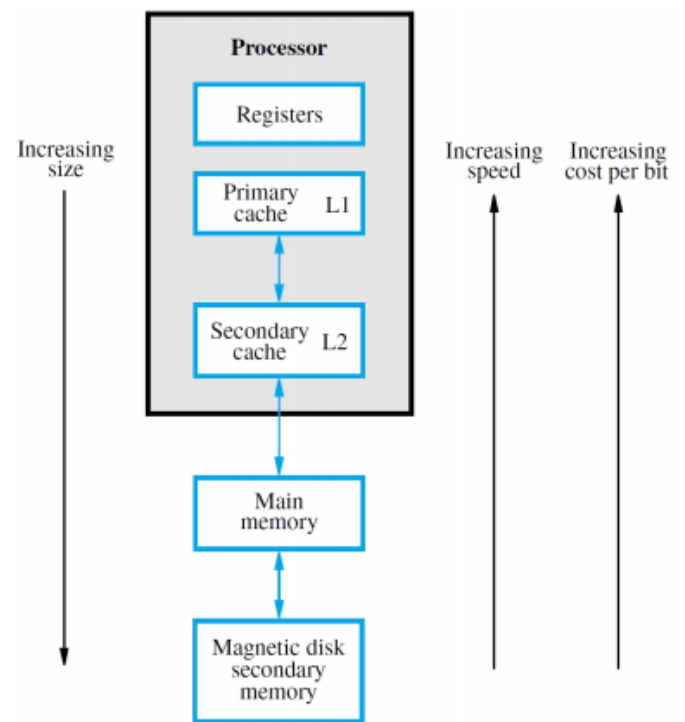 Processor
Registers
Increasing
size
Increasing
speed
Increasing
cost per bit
Primary
cache L1
Secondary
cache L2
Main
memory
Magnetic disk
secondary
memory